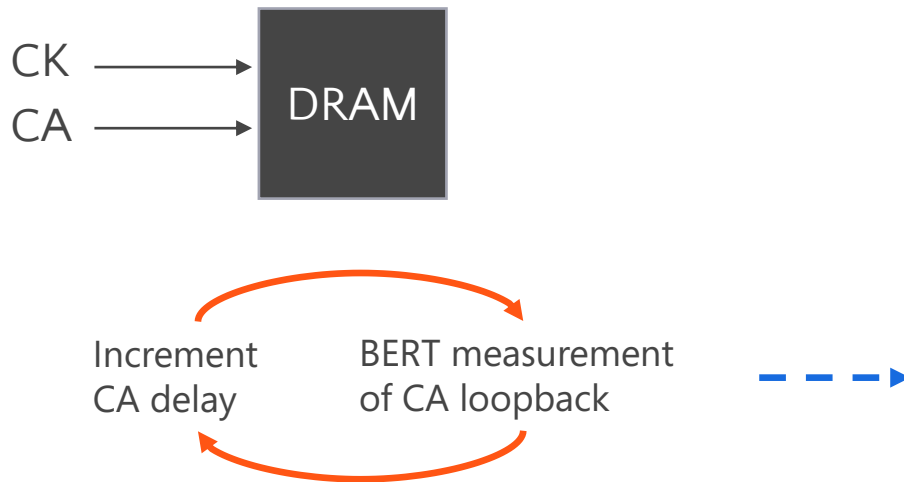 CK
CA
DRAM
Increment
CA delay
BERT measurement
of CA loopback